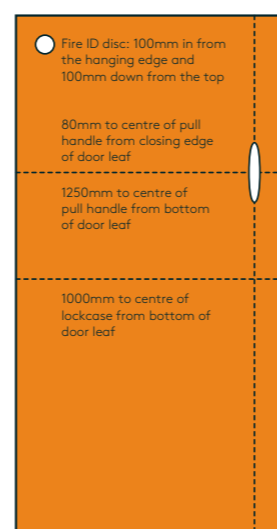 Fire ID disc: 100mm in from
the hanging edge and
100mm down from the top
80mm to centre of pull
handle from closing edge
of door leaf
1250mm to centre of
pull handle from bottom
of door leaf
1000mm to centre of
lockcase from bottom of
door leaf